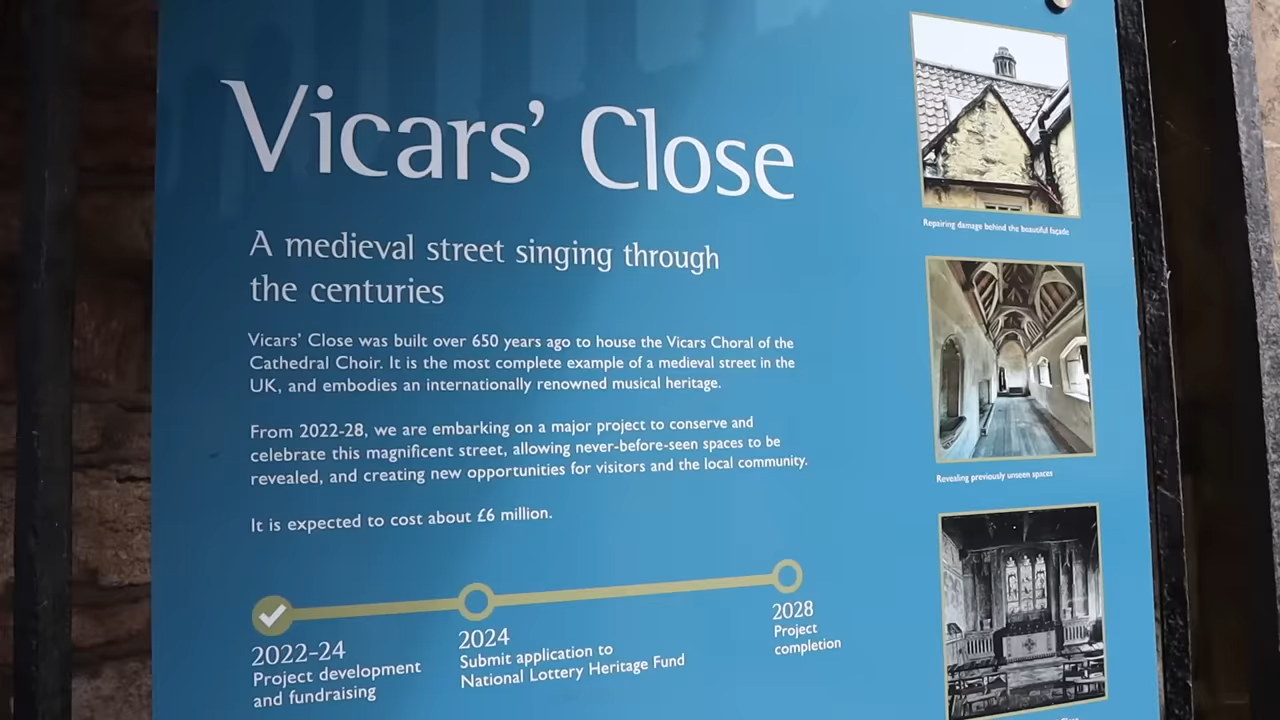 Vicars' Close
A medieval street singing through
the centuries
Vicars' Close was built over 650 years ago to house the Vicars Choral of the
Cathedral Choir. It is the most complete example of a medieval street in the
UK, and embodies an internationally renowned musical heritage.
From 2022-28, we are embarking on a major project to conserve and
celebrate this magnificent street, allowing never-before-seen spaces to be
revealed, and creating new opportunities for visitors and the local community.
It is expected to cost about £6 million.
2022-24
Project development
and fundraising
2024
Submit application to
National Lottery Heritage Fund
2028
Project
completion
Repairing damage behind the beautiful façade
Revealing previously unseen spaces